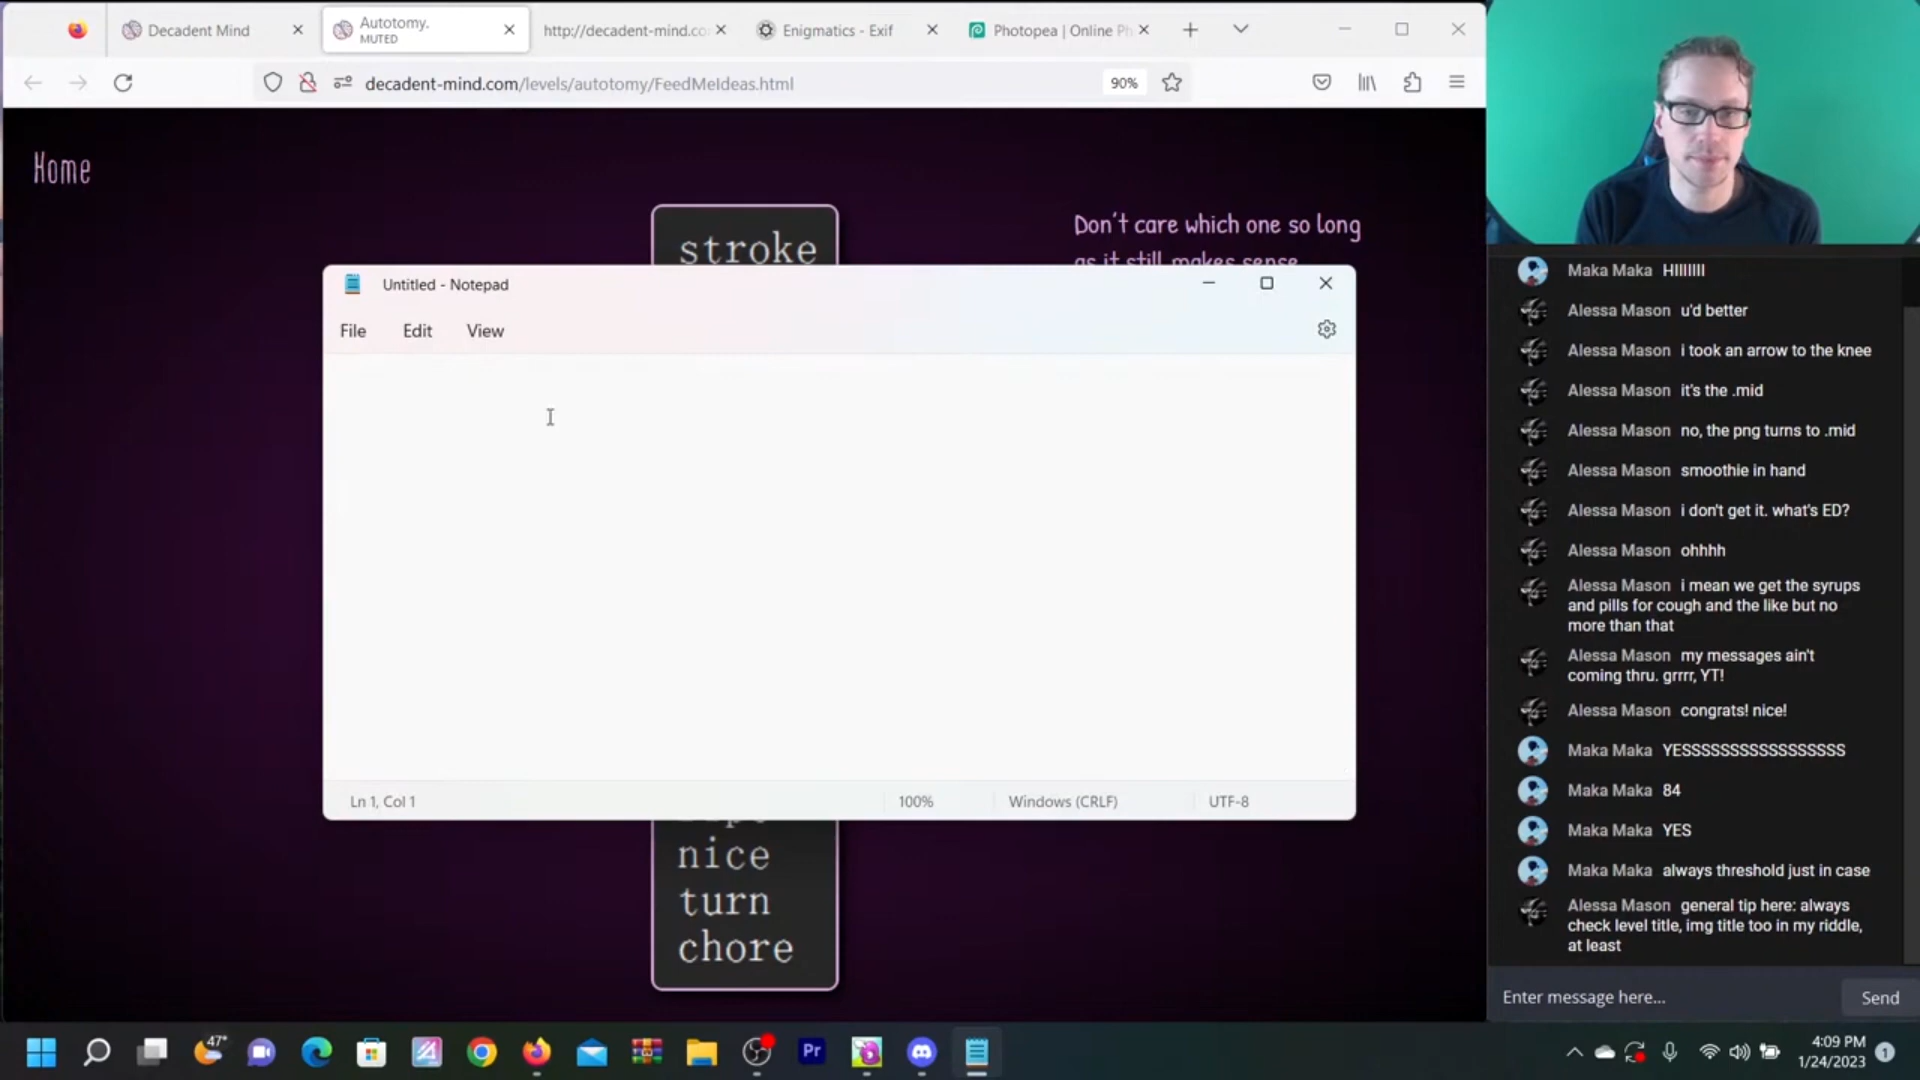 Decadent Mind
Autotomy.
MUTED
http://decadent-mind.co
Enigmatics - Exif
Photopea | Online Ph
decadent-mind.com/levels/autotomy/FeedMeIdeas.html
90%
Home
stroke
Don't care which one so long
as it still makes sense
Untitled - Notepad
File Edit View
Ln 1, Col 1
100%
Windows (CRLF)
UTF-8
nice
turn
chore
Maka Maka HIIIIIII
Alessa Mason u'd better
Alessa Mason i took an arrow to the knee
Alessa Mason it's the .mid
Alessa Mason no, the png turns to .mid
Alessa Mason smoothie in hand
Alessa Mason i don't get it. what's ED?
Alessa Mason ohhhh
Alessa Mason i mean we get the syrups
and pills for cough and the like but no
more than that
Alessa Mason my messages ain't
coming thru. grrrr, YT!
Alessa Mason congrats! nice!
Maka Maka YESSSSSSSSSSSSSSSSS
Maka Maka 84
Maka Maka YES
Maka Maka always threshold just in case
Alessa Mason general tip here: always
check level title, img title too in my riddle,
at least
Enter message here...
Send
47°
Pr
4:09 PM
1/24/2023
1